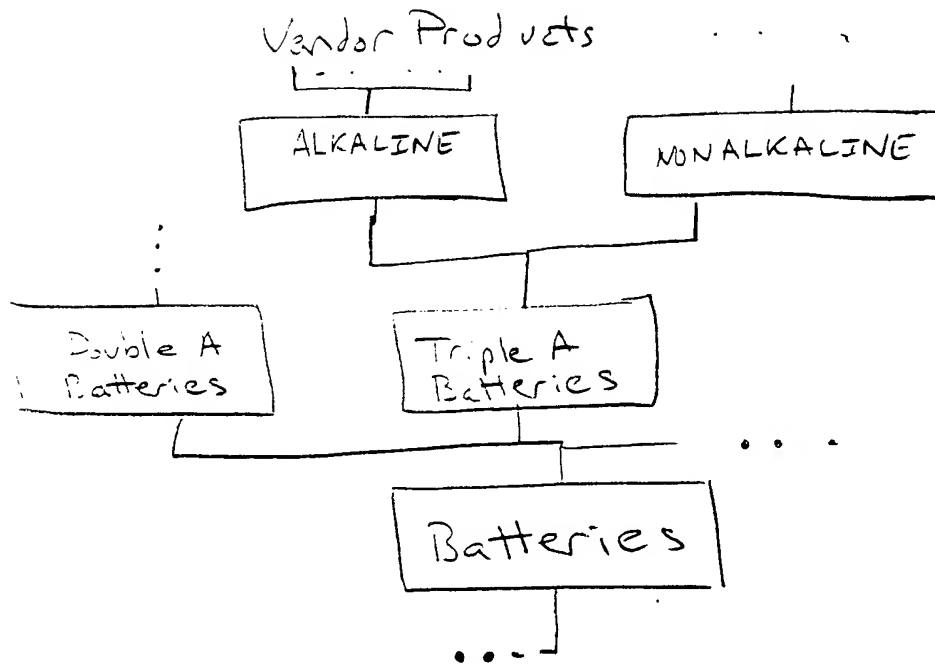 Vendor Products
ALKALINE
NONALKALINE
Double A
Batteries
Triple A
Batteries
Batteries